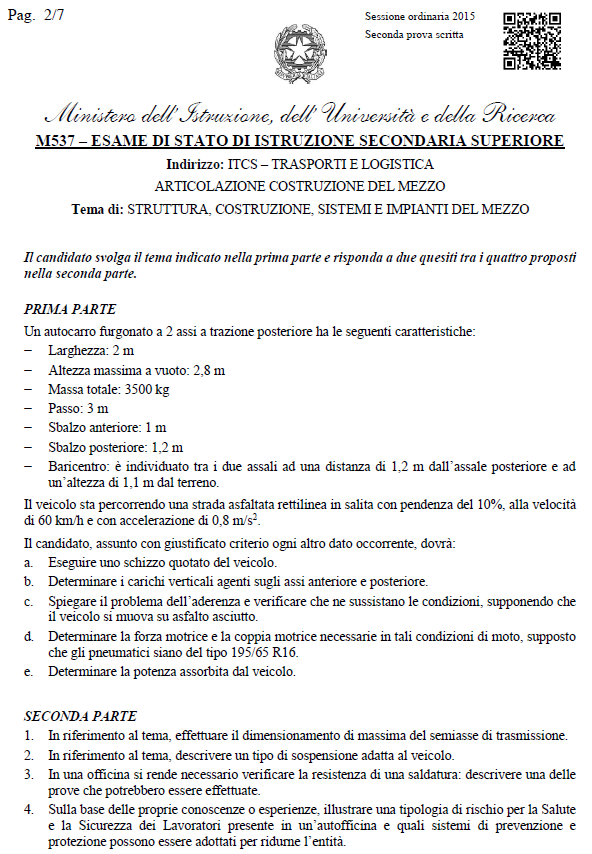 Pag. 2/7
Sessione ordinaria 2015
Seconda prova scritta
Ministero dell'Istruzione, dell'Università e della Ricerca
M537 – ESAME DI STATO DI ISTRUZIONE SECONDARIA SUPERIORE
Indirizzo: ITCS – TRASPORTI E LOGISTICA
ARTICOLAZIONE COSTRUZIONE DEL MEZZO
Tema di: STRUTTURA, COSTRUZIONE, SISTEMI E IMPIANTI DEL MEZZO
Il candidato svolga il tema indicato nella prima parte e risponda a due quesiti tra i quattro proposti
nella seconda parte.
PRIMA PARTE
Un autocarro furgonato a 2 assi a trazione posteriore ha le seguenti caratteristiche:
– Larghezza: 2 m
– Altezza massima a vuoto: 2,8 m
– Massa totale: 3500 kg
– Passo: 3 m
– Sbalzo anteriore: 1 m
– Sbalzo posteriore: 1,2 m
– Baricentro: è individuato tra i due assali ad una distanza di 1,2 m dall'assale posteriore e ad
un'altezza di 1,1 m dal terreno.
Il veicolo sta percorrendo una strada asfaltata rettilinea in salita con pendenza del 10%, alla velocità
di 60 km/h e con accelerazione di 0,8 m/s².
Il candidato, assunto con giustificato criterio ogni altro dato occorrente, dovrà:
a. Eseguire uno schizzo quotato del veicolo.
b. Determinare i carichi verticali agenti sugli assi anteriore e posteriore.
c. Spiegare il problema dell'aderenza e verificare che ne sussistano le condizioni, supponendo che
il veicolo si muova su asfalto asciutto.
d. Determinare la forza motrice e la coppia motrice necessarie in tali condizioni di moto, supposto
che gli pneumatici siano del tipo 195/65 R16.
e. Determinare la potenza assorbita dal veicolo.
SECONDA PARTE
1. In riferimento al tema, effettuare il dimensionamento di massima del semiasse di trasmissione.
2. In riferimento al tema, descrivere un tipo di sospensione adatta al veicolo.
3. In una officina si rende necessario verificare la resistenza di una saldatura: descrivere una delle
prove che potrebbero essere effettuate.
4. Sulla base delle proprie conoscenze o esperienze, illustrare una tipologia di rischio per la Salute
e la Sicurezza dei Lavoratori presente in un'autofficina e quali sistemi di prevenzione e
protezione possono essere adottati per ridurne l'entità.